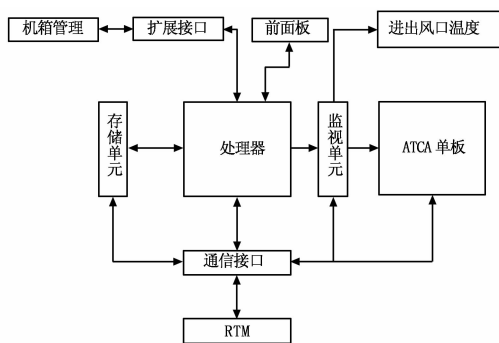 机箱管理
扩展接口
前面板
进出风口温度
存储单元
处理器
监视单元
ATCA 单板
通信接口
RTM